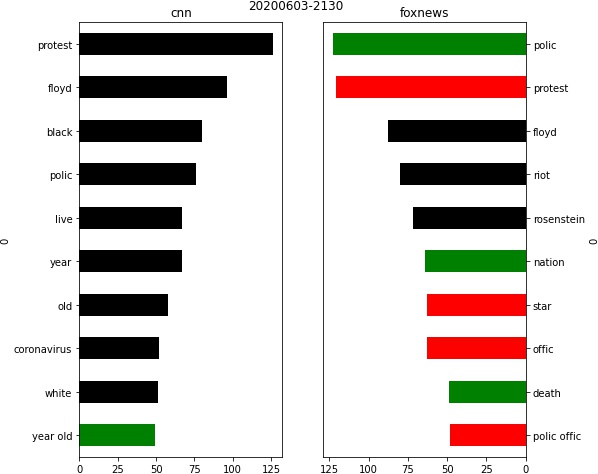 20200603-2130
cnn
foxnews
protest
floyd
black
polic
live
year
old
coronavirus
white
year old
0
0 25 50 75 100 125
polic
protest
floyd
riot
rosenstein
nation
star
offic
death
polic offic
0
125 100 75 50 25 0